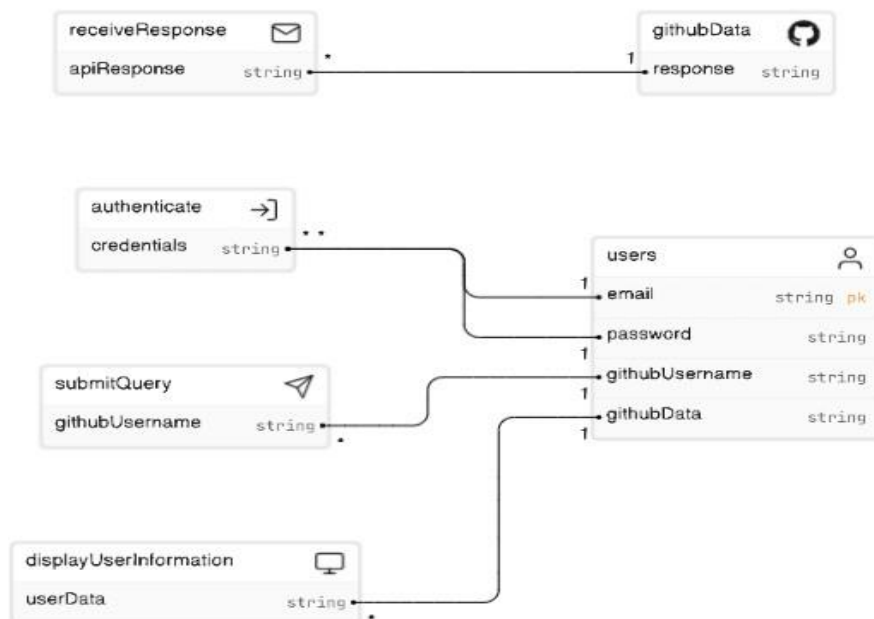 receiveResponse
apiResponse string
* 1
githubData
response string
authenticate
credentials string
* *
users
1
email string pk
password string
1
githubUsername string
1
githubData string
1
submitQuery
githubUsername string
*
displayUserInformation
userData string
*